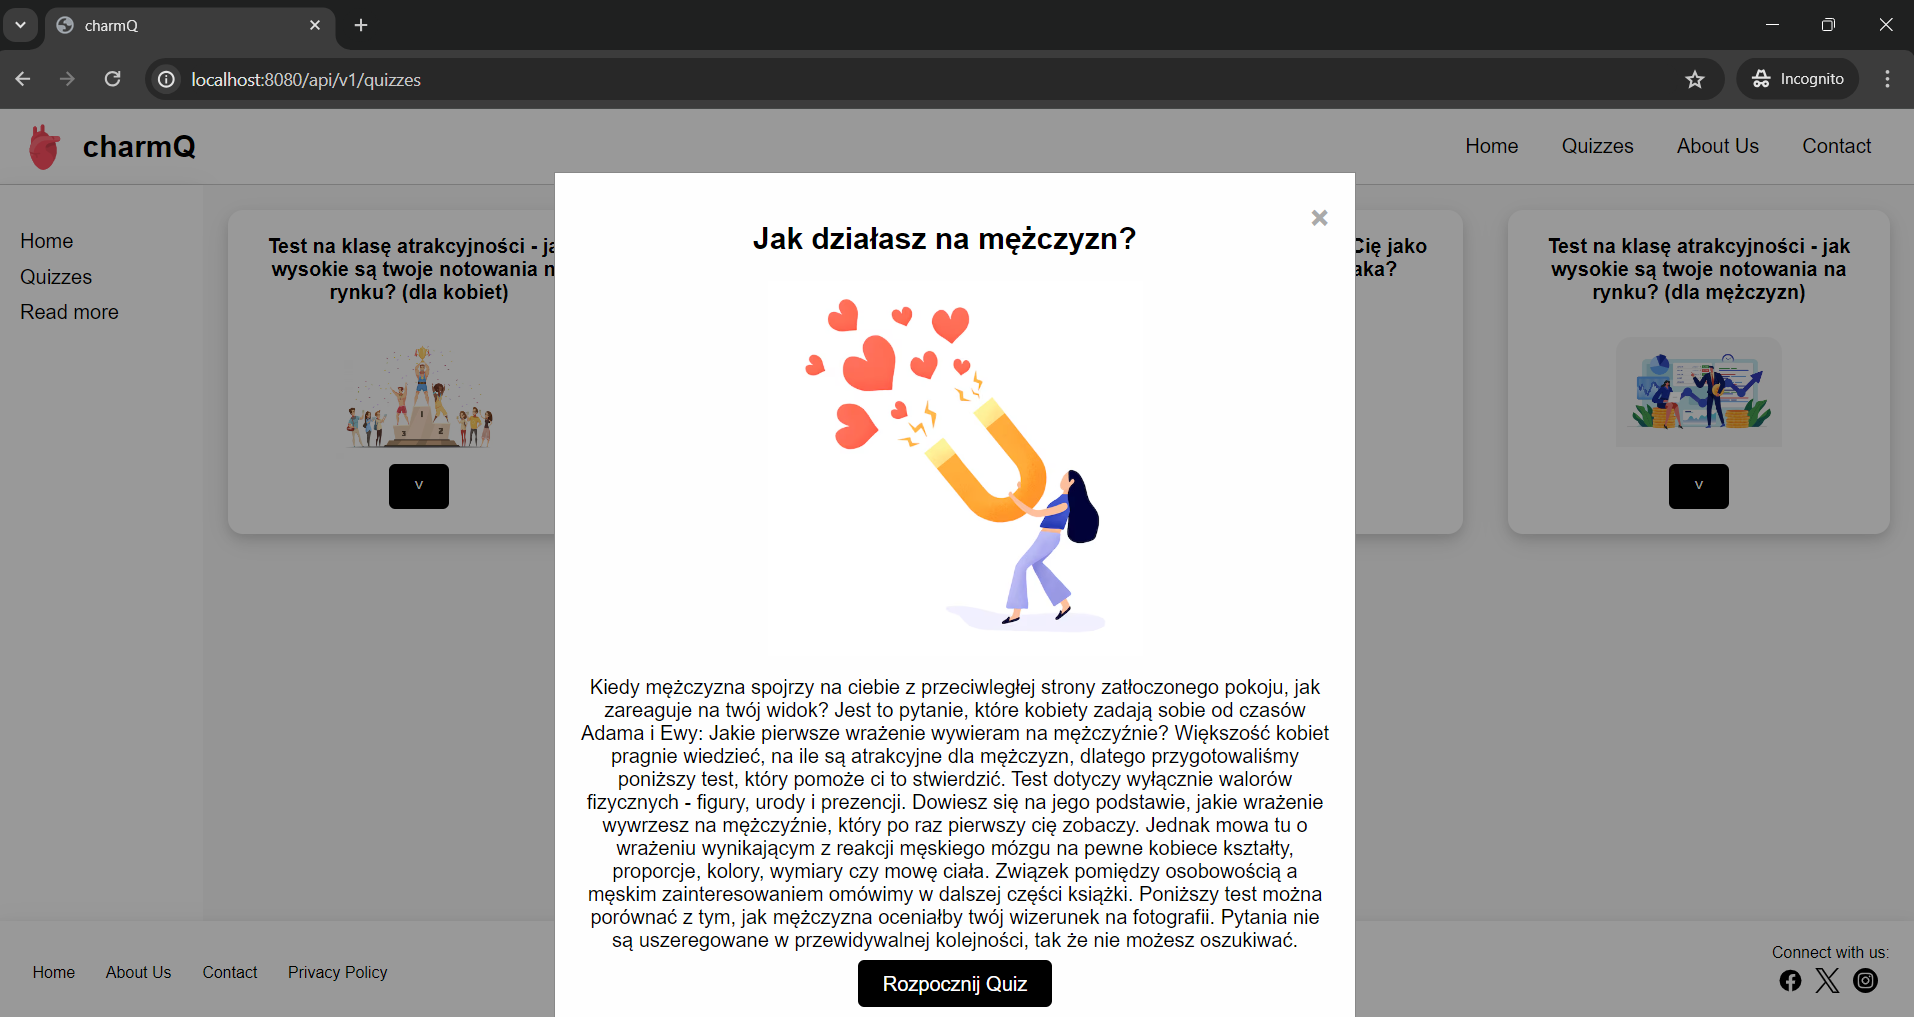 charmQ
localhost:8080/api/v1/quizzes
Incognito
charmQ
Home Quizzes About Us Contact
Home
Quizzes
Read more
Test na klasę atrakcyjności -
wysokie są twoje notowania
rynku? (dla kobiet)
v
Jak działasz na mężczyzn?
×
Kiedy mężczyzna spojrzy na ciebie z przeciwległej strony zatłoczonego pokoju, jak
zareaguje na twój widok? Jest to pytanie, które kobiety zadają sobie od czasów
Adama i Ewy: Jakie pierwsze wrażenie wywieram na mężczyźnie? Większość kobiet
pragnie wiedzieć, na ile są atrakcyjne dla mężczyzn, dlatego przygotowaliśmy
poniższy test, który pomoże ci to stwierdzić. Test dotyczy wyłącznie walorów
fizycznych - figury, urody i prezencji. Dowiesz się na jego podstawie, jakie wrażenie
wywrzesz na mężczyźnie, który po raz pierwszy cię zobaczy. Jednak mowa tu o
wrażeniu wynikającym z reakcji męskiego mózgu na pewne kobiece kształty,
proporcje, kolory, wymiary czy mowę ciała. Związek pomiędzy osobowością a
męskim zainteresowaniem omówimy w dalszej części książki. Poniższy test można
porównać z tym, jak mężczyzna oceniałby twój wizerunek na fotografii. Pytania nie
są uszeregowane w przewidywalnej kolejności, tak że nie możesz oszukiwać.
Rozpocznij Quiz
Cię jako
aka?
Test na klasę atrakcyjności - jak
wysokie są twoje notowania na
rynku? (dla mężczyzn)
v
Home About Us Contact Privacy Policy
Connect with us: